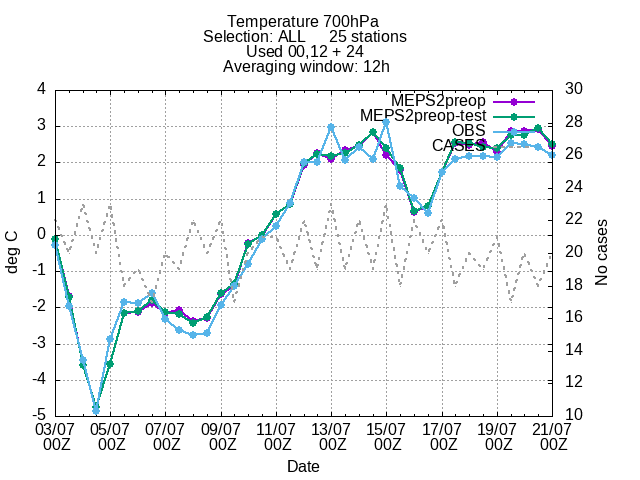 Temperature 700hPa
Selection: ALL 25 stations
Used 00,12 + 24
Averaging window: 12h
MEPS2preop
MEPS2preop-test
OBS
CASES
deg C
4
3
2
1
0
-1
-2
-3
-4
-5
No cases
30
28
26
24
22
20
18
16
14
12
10
03/07 05/07 07/07 09/07 11/07 13/07 15/07 17/07 19/07 21/07
00Z 00Z 00Z 00Z 00Z 00Z 00Z 00Z 00Z 00Z
Date